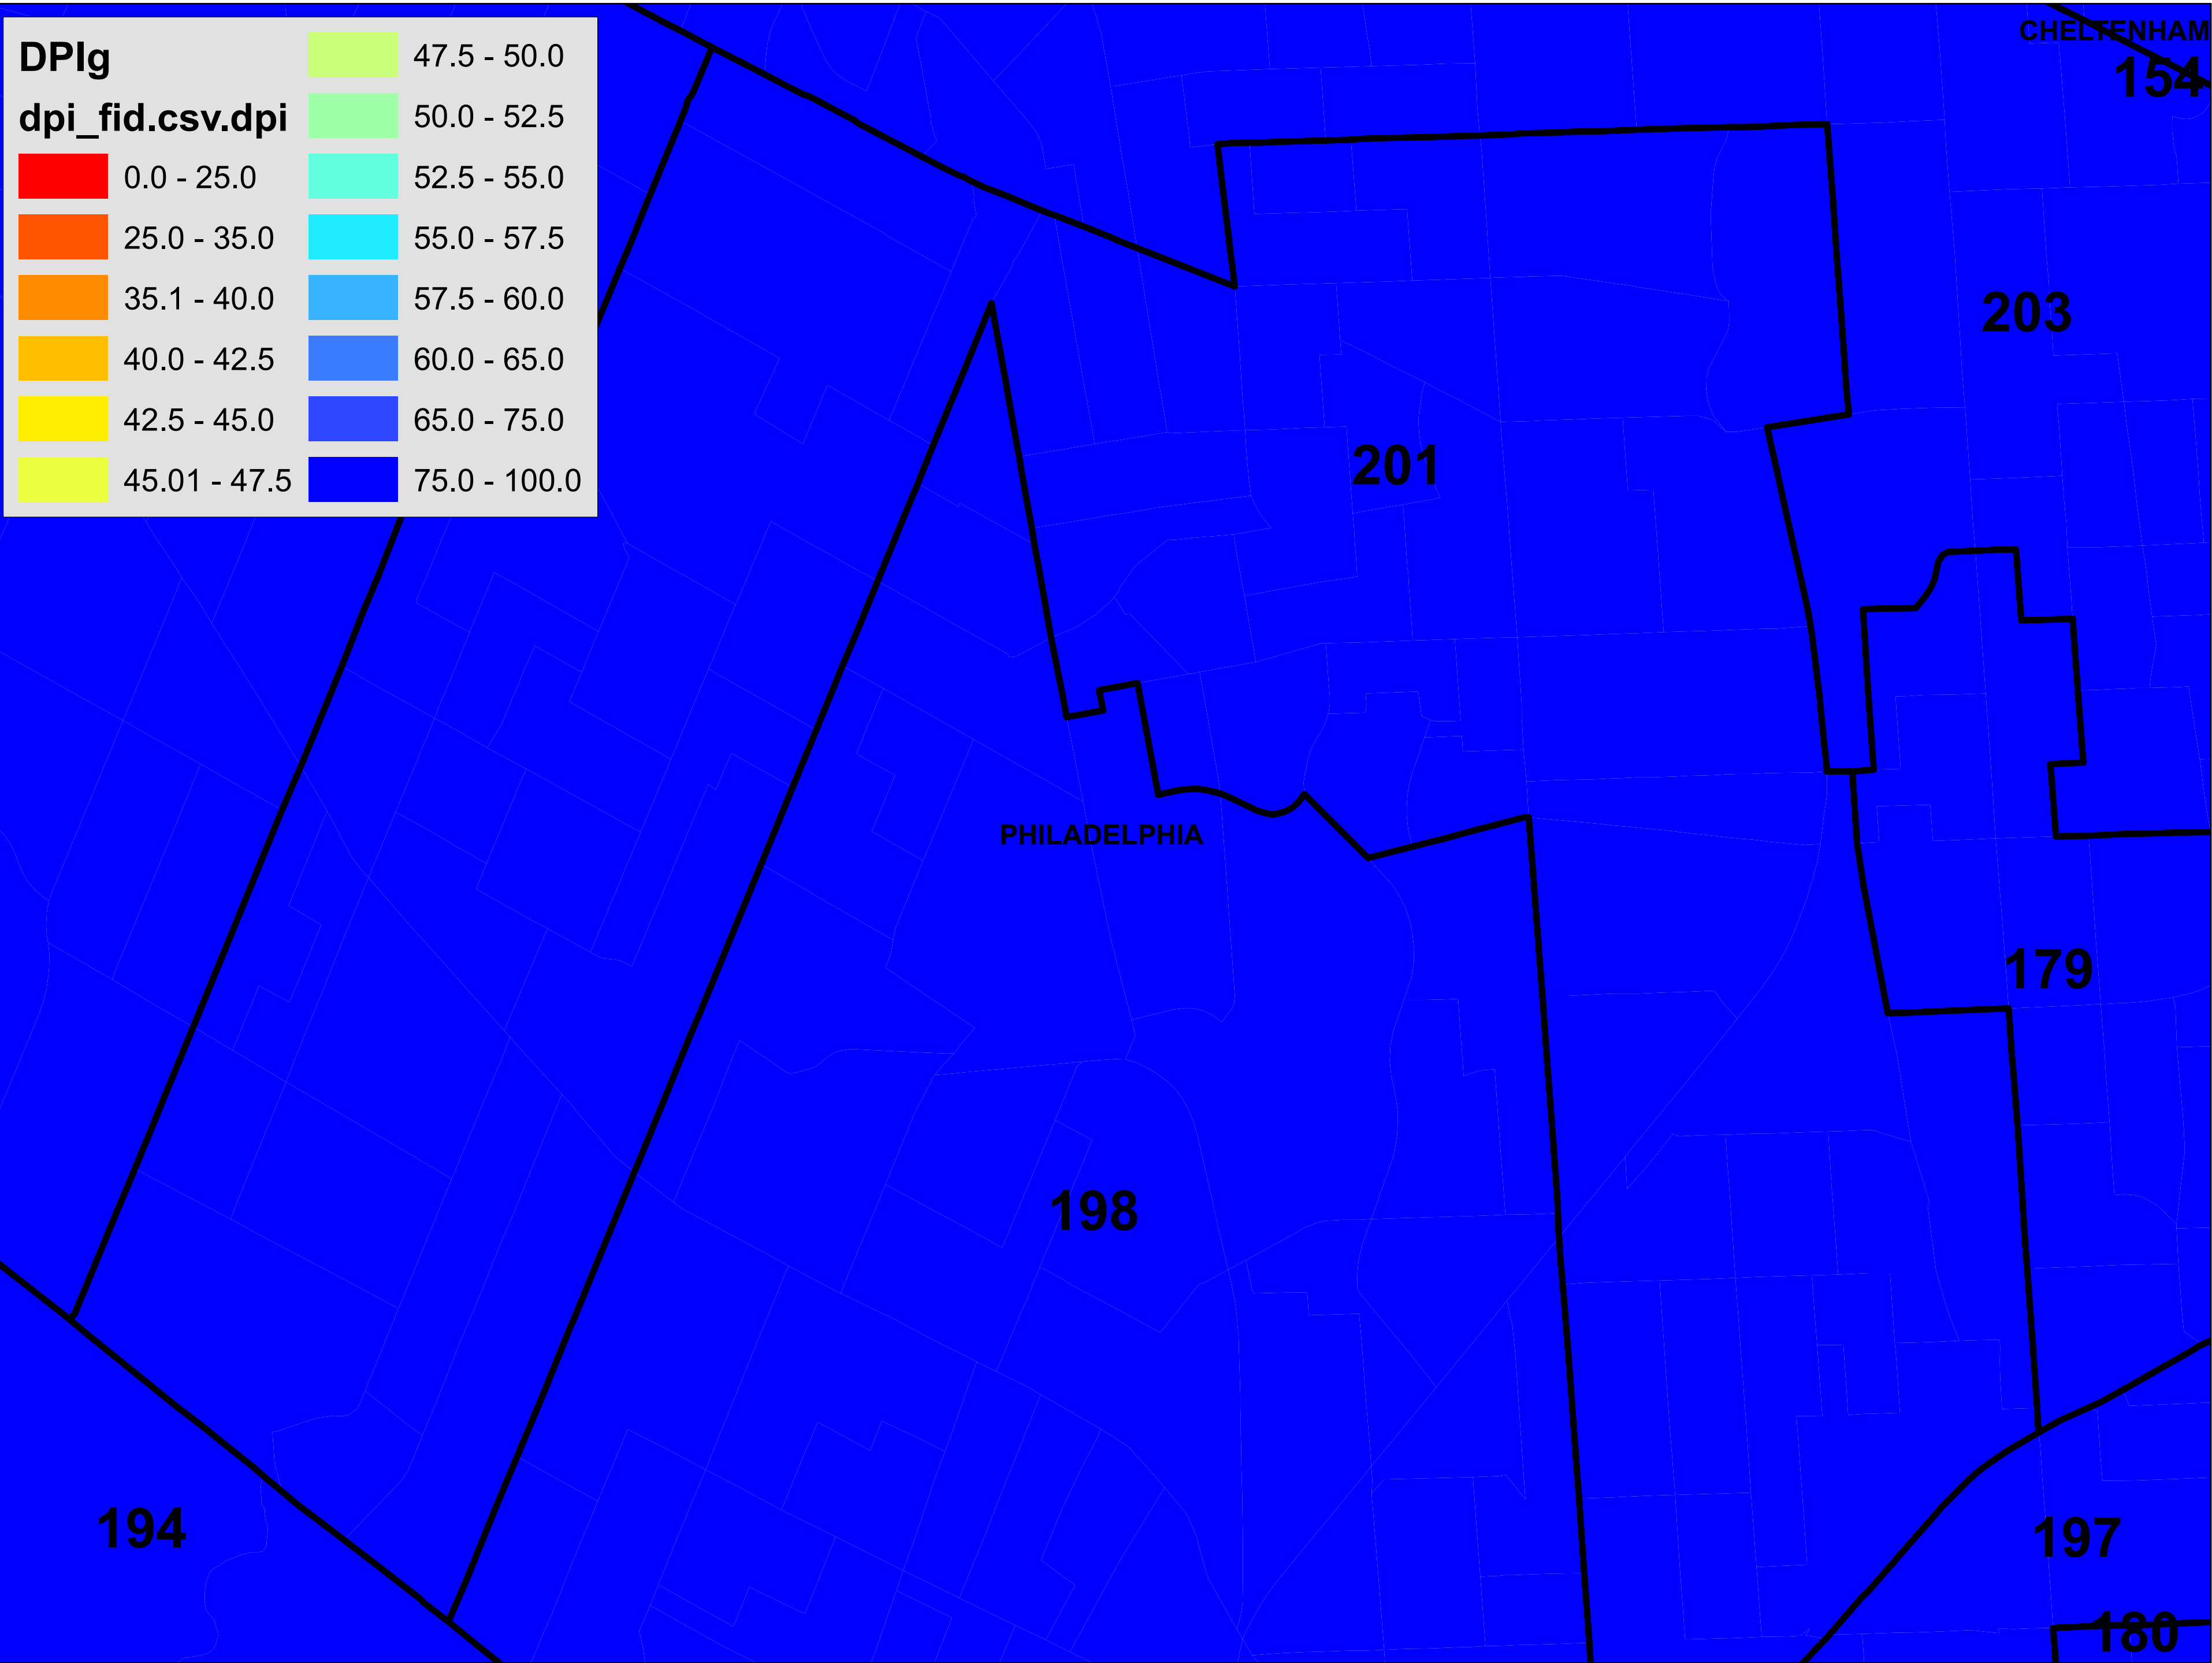 DPIg
dpi_fid.csv.dpi
0.0 - 25.0
25.0 - 35.0
35.1 - 40.0
40.0 - 42.5
42.5 - 45.0
45.01 - 47.5
47.5 - 50.0
50.0 - 52.5
52.5 - 55.0
55.0 - 57.5
57.5 - 60.0
60.0 - 65.0
65.0 - 75.0
75.0 - 100.0
CHELTENHAM
154
203
201
PHILADELPHIA
179
198
194
197
180